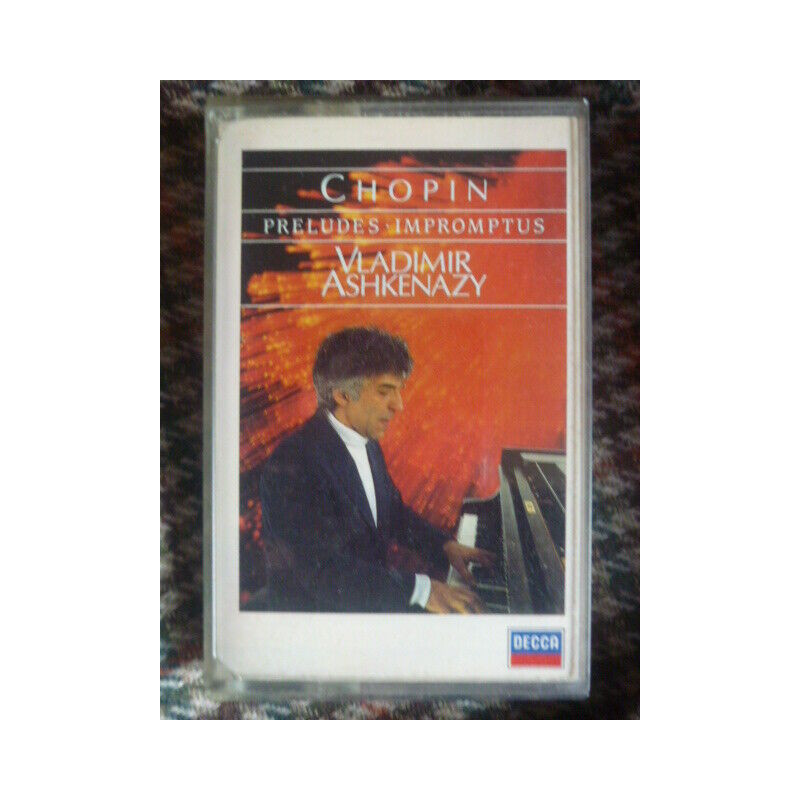 CHOPIN
PRELUDES · IMPROMPTUS
VLADIMIR
ASHKENAZY
DECCA